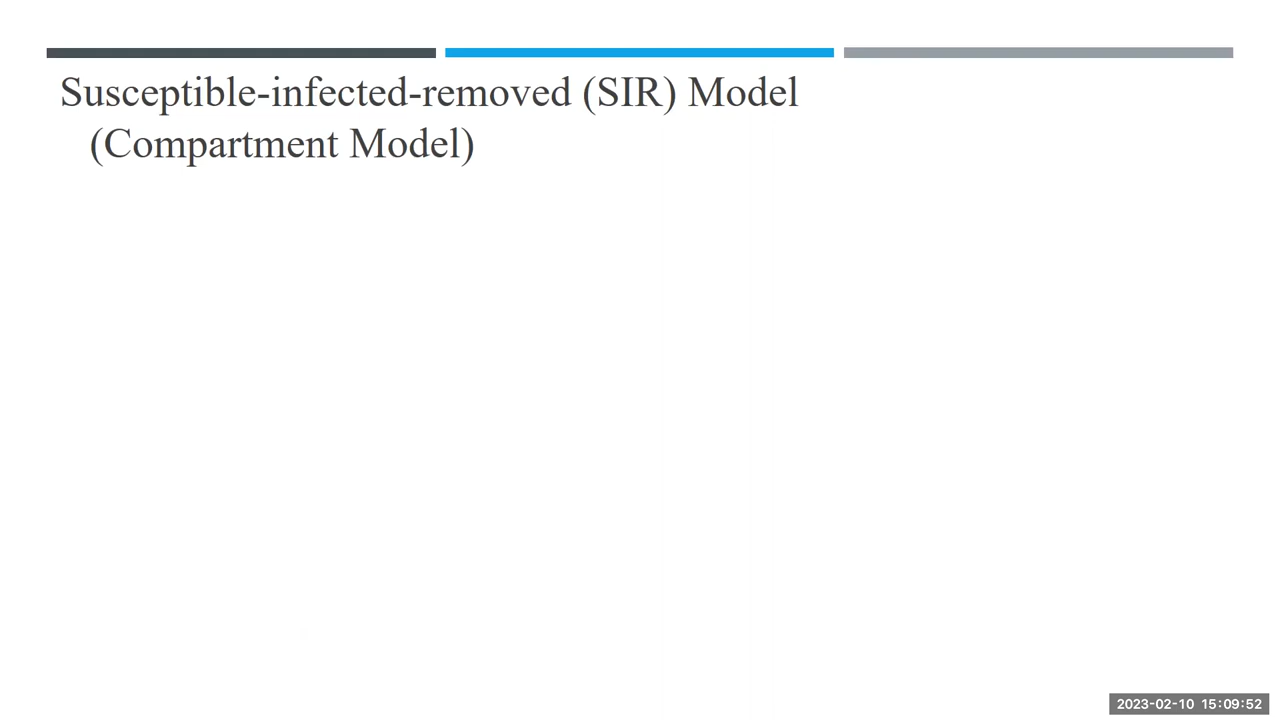 Susceptible-infected-removed (SIR) Model
(Compartment Model)
2023-02-10 15:09:52